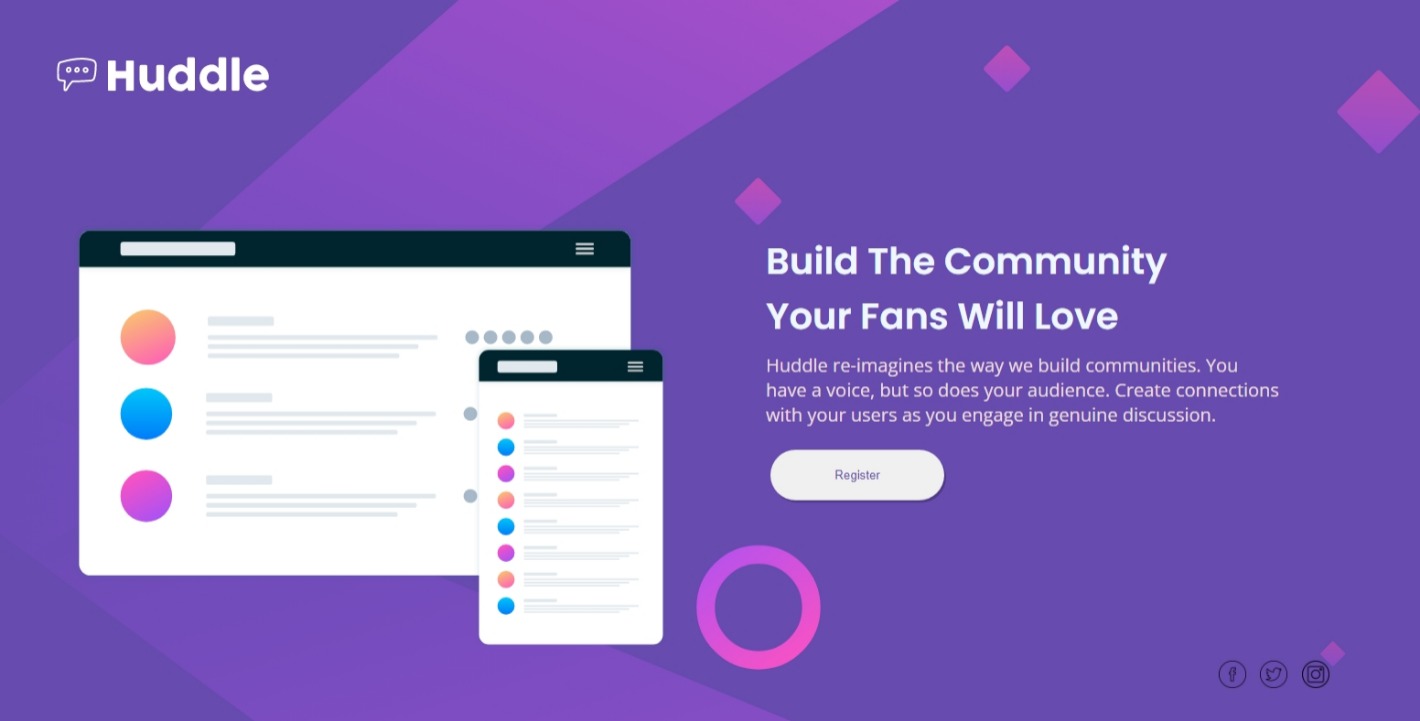 Huddle
Build The Community
Your Fans Will Love
Huddle re-imagines the way we build communities. You
have a voice, but so does your audience. Create connections
with your users as you engage in genuine discussion.
Register